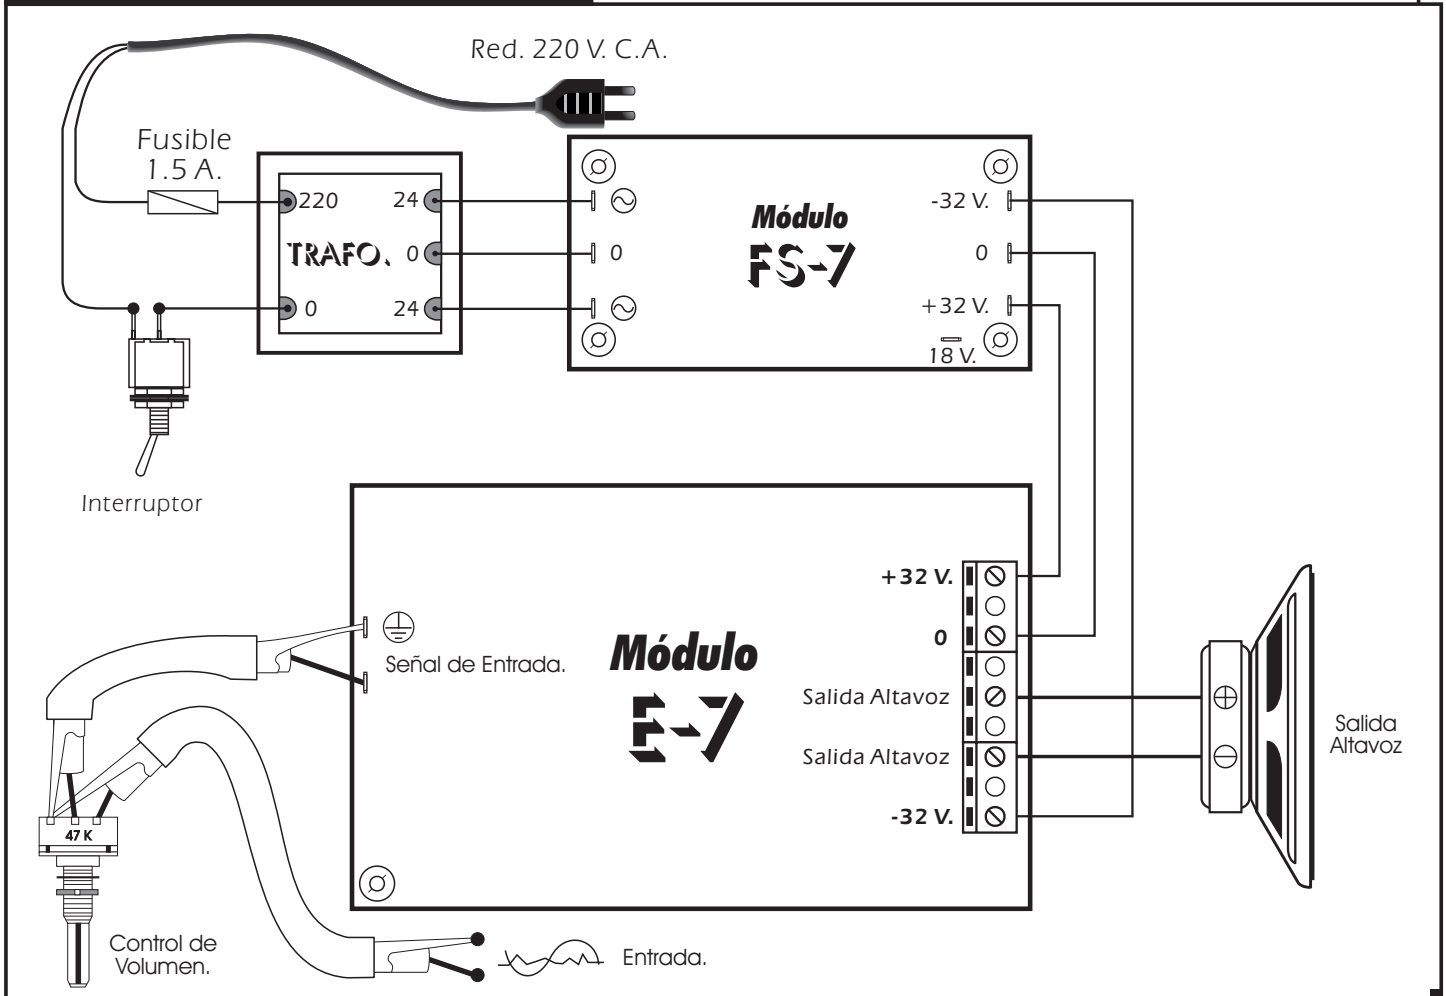 Red. 220 V. C.A.
Fusible
1.5 A.
220
24
TRAFO.
0
0
24
Módulo
FS-7
0
-32 V.
0
+32 V.
18 V.
Interruptor
+32 V.
0
Señal de Entrada.
Módulo
E-7
Salida Altavoz
Salida Altavoz
-32 V.
Salida
Altavoz
47 K
Control de
Volumen.
Entrada.